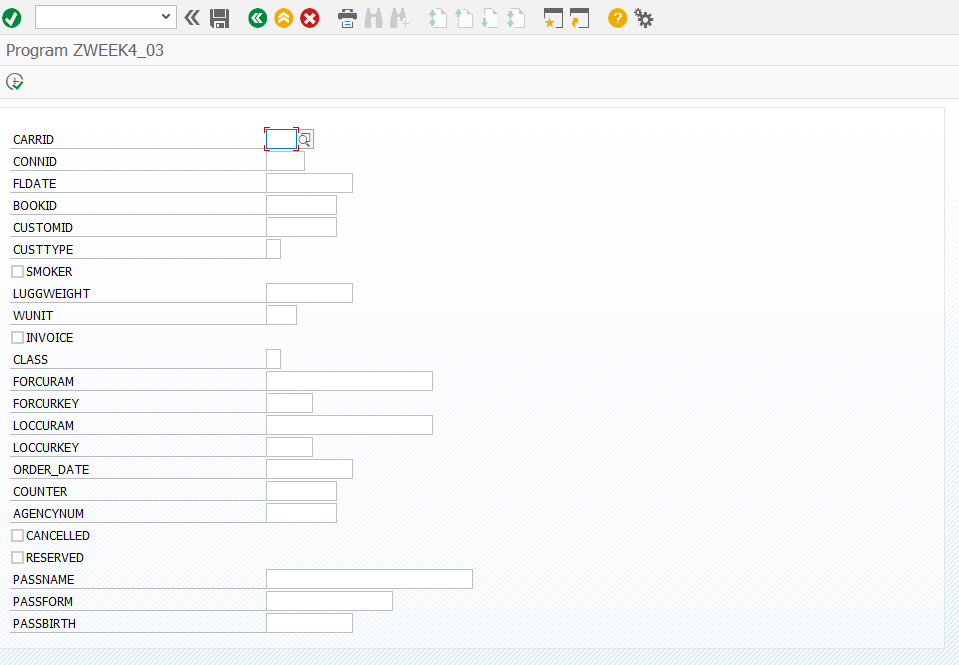 Program ZWEEK4_03
CARRID
CONNID
FLDATE
BOOKID
CUSTOMID
CUSTTYPE
SMOKER
LUGGWEIGHT
WUNIT
INVOICE
CLASS
FORCURAM
FORCURKEY
LOCCURAM
LOCCURKEY
ORDER_DATE
COUNTER
AGENCYNUM
CANCELLED
RESERVED
PASSNAME
PASSFORM
PASSBIRTH